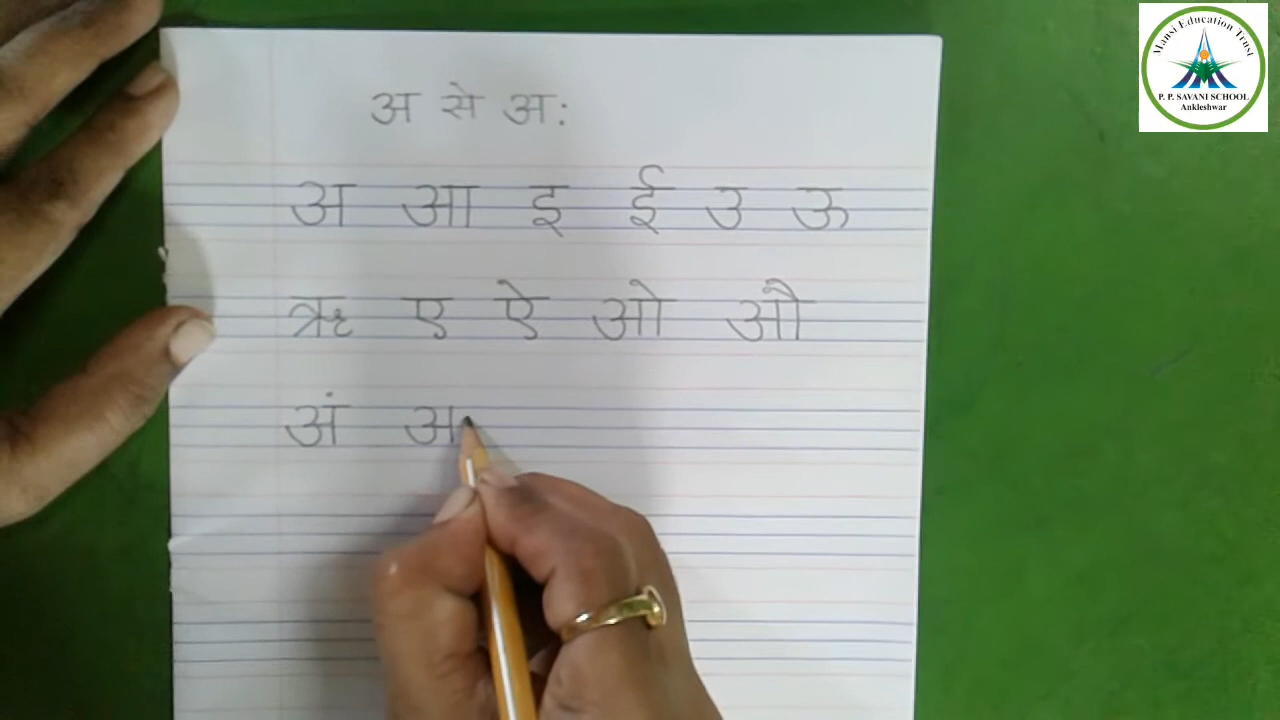 अ से अ:
अ आ इ ई उ ऊ
ऋ ए ऐ ओ औ
अं अ
Mansi Education Trust
P. P. SAVANI SCHOOL
Ankleshwar